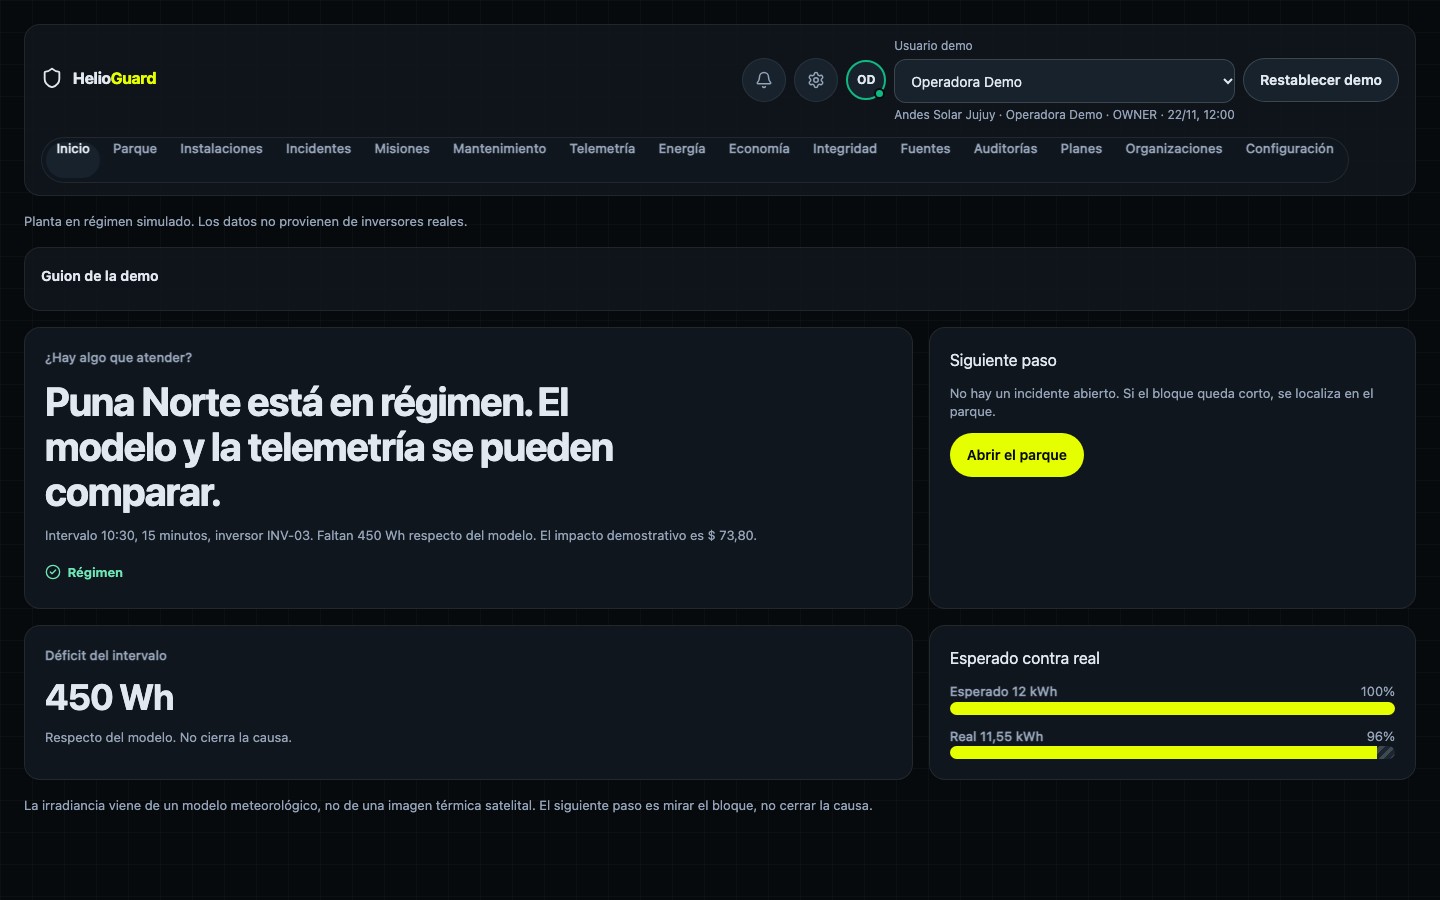 HelioGuard
OD
Usuario demo
Operadora Demo
Andes Solar Jujuy · Operadora Demo · OWNER · 22/11, 12:00
Restablecer demo
Inicio Parque Instalaciones Incidentes Misiones Mantenimiento Telemetría Energía Economía Integridad Fuentes Auditorías Planes Organizaciones Configuración
Planta en régimen simulado. Los datos no provienen de inversores reales.
Guion de la demo
¿Hay algo que atender?
Puna Norte está en régimen. El
modelo y la telemetría se pueden
comparar.
Intervalo 10:30, 15 minutos, inversor INV-03. Faltan 450 Wh respecto del modelo. El impacto demostrativo es $ 73,80.
Régimen
Siguiente paso
No hay un incidente abierto. Si el bloque queda corto, se localiza en el
parque.
Abrir el parque
Déficit del intervalo
450 Wh
Respecto del modelo. No cierra la causa.
Esperado contra real
Esperado 12 kWh 100%
Real 11,55 kWh 96%
La irradiancia viene de un modelo meteorológico, no de una imagen térmica satelital. El siguiente paso es mirar el bloque, no cerrar la causa.